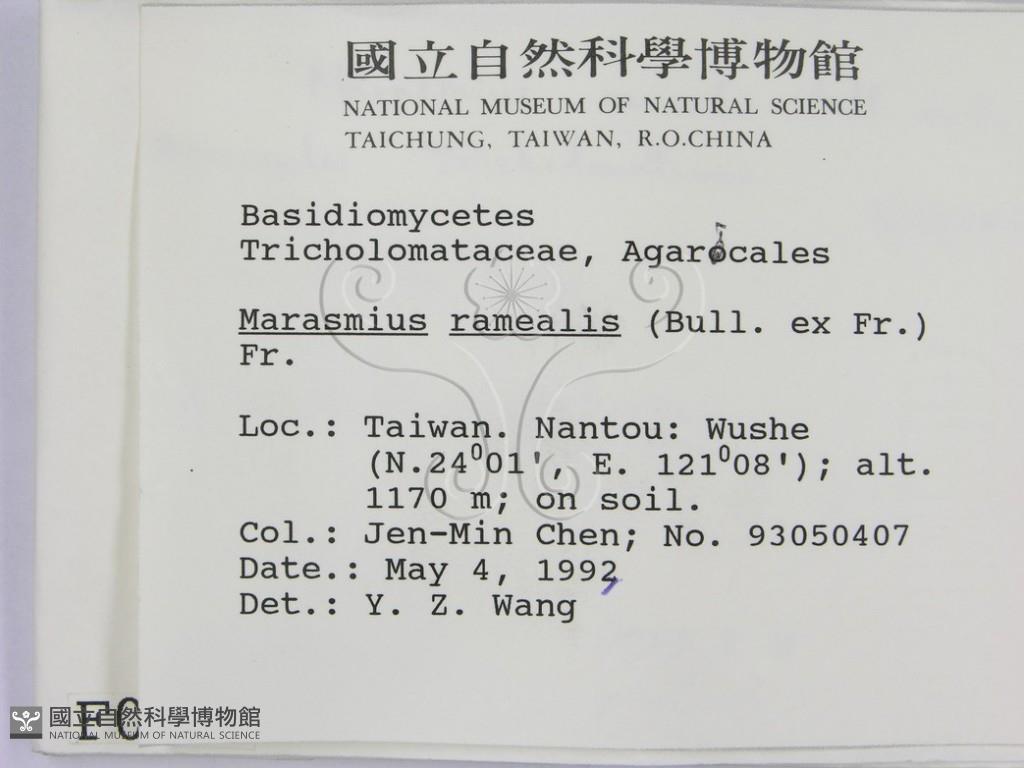 國立自然科學博物館
NATIONAL MUSEUM OF NATURAL SCIENCE
TAICHUNG, TAIWAN, R.O.CHINA
Basidiomycetes
Tricholomataceae, Agarocales
Marasmius ramealis (Bull. ex Fr.)
Fr.
Loc.: Taiwan. Nantou: Wushe
(N.24⁰01', E. 121⁰08'); alt.
1170 m; on soil.
Col.: Jen-Min Chen; No. 93050407
Date.: May 4, 1992
Det.: Y. Z. Wang
國立自然科學博物館
NATIONAL MUSEUM OF NATURAL SCIENCE